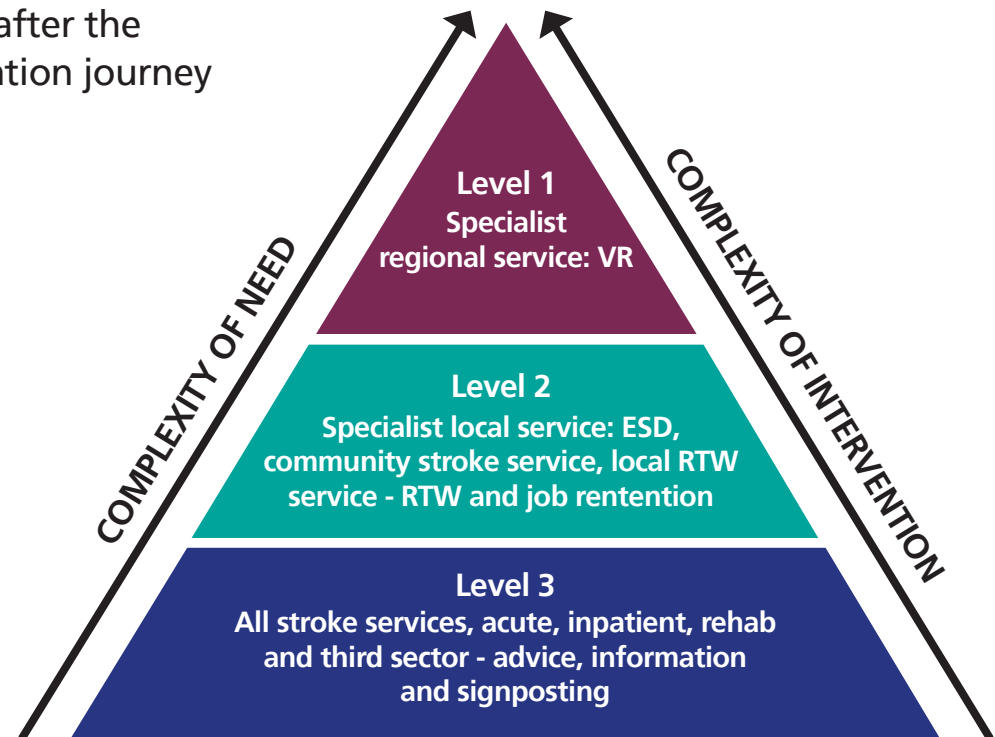 after the
ation journey
COMPLEXITY OF NEED
COMPLEXITY OF INTERVENTION
Level 1
Specialist
regional service: VR
Level 2
Specialist local service: ESD,
community stroke service, local RTW
service - RTW and job rentention
Level 3
All stroke services, acute, inpatient, rehab
and third sector - advice, information
and signposting